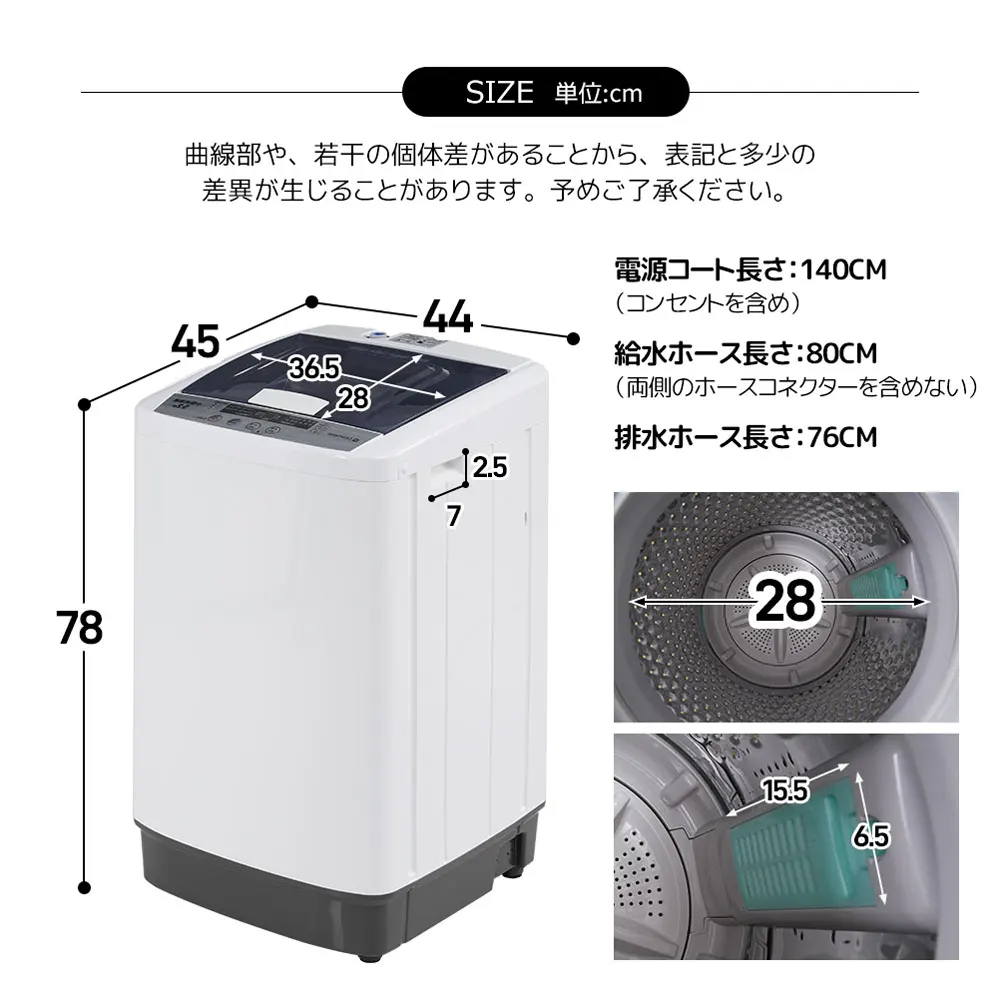 SIZE 単位:cm
曲線部や、若干の個体差があることから、表記と多少の
差異が生じることがあります。予めご了承ください。
電源コート長さ:140CM
(コンセントを含め)
給水ホース長さ:80CM
(両側のホースコネクターを含めない)
排水ホース長さ:76CM
45
44
36.5
28
2.5
7
78
28
15.5
6.5